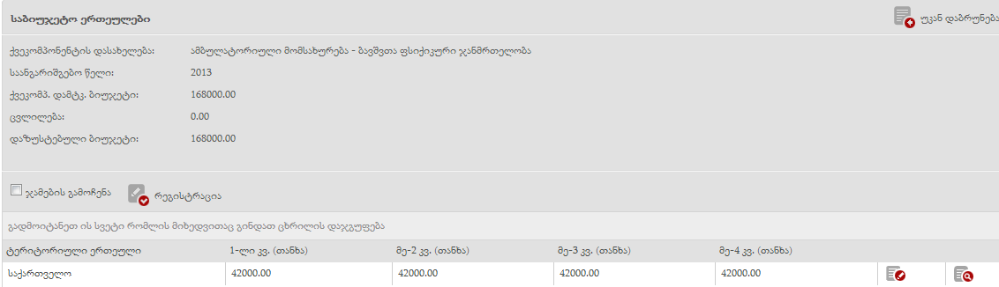 საბიუჯეტო ერთეულები უკან დაბრუნება
ქვეკომპონენტის დასახელება: ამბულატორიული მომსახურება - ბავშვთა ფსიქიკური ჯანმრთელობა
საანგარიშგებო წელი: 2013
ქვეკომპ. დამტკ. ბიუჯეტი: 168000.00
ცვლილება: 0.00
დაზუსტებული ბიუჯეტი: 168000.00
ჯამების გამოჩენა რეგისტრაცია
გადმოიტანეთ ის სვეტი რომლის მიხედვითაც გინდათ ცხრილის დაჯგუფება
ტერიტორიული ერთეული 1-ლი კვ. (თანხა) მე-2 კვ. (თანხა) მე-3 კვ. (თანხა) მე-4 კვ. (თანხა)
საქართველო 42000.00 42000.00 42000.00 42000.00